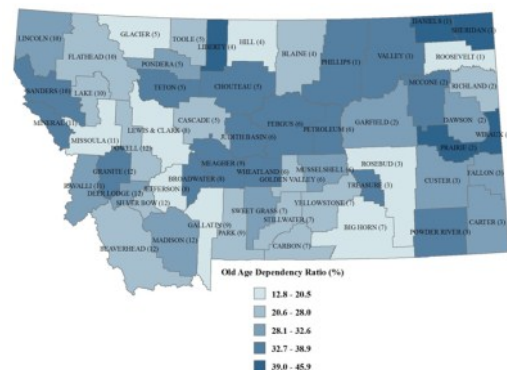 DANIELS (1)
SHERIDAN (1)
LINCOLN (10)
GLACIER (5)
TOOLE (5)
LIBERTY (4)
HILL (4)
BLAINE (4)
PHILLIPS (1)
VALLEY (1)
ROOSEVELT (1)
FLATHEAD (10)
PONDERA (5)
RICHLAND (2)
SANDERS (10)
LAKE (10)
TETON (5)
CHOUTEAU (5)
MCCONE (2)
MINERAL (11)
CASCADE (5)
GARFIELD (2)
DAWSON (2)
WIBAUX (2)
LEWIS & CLARK (8)
FERGUS (6)
PETROLEUM (6)
MISSOULA (11)
JUDITH BASIN (6)
PRAIRIE (2)
POWELL (12)
MEAGHER (9)
ROSEBUD (3)
FALLON (3)
GRANITE (12)
BROADWATER (8)
WHEATLAND (6)
MUSSELSHELL (6)
GOLDEN VALLEY (6)
TREASURE (3)
CUSTER (3)
RAVALLI (11)
DEER LODGE (12)
JEFFERSON (8)
SILVER BOW (12)
SWEET GRASS (7)
YELLOWSTONE (7)
STILLWATER (7)
GALLATIN (9)
PARK (9)
BIG HORN (7)
POWDER RIVER (3)
CARTER (3)
BEAVERHEAD (12)
MADISON (12)
CARBON (7)
Old Age Dependency Ratio (%)
12.8 - 20.5
20.6 - 28.0
28.1 - 32.6
32.7 - 38.9
39.0 - 45.9